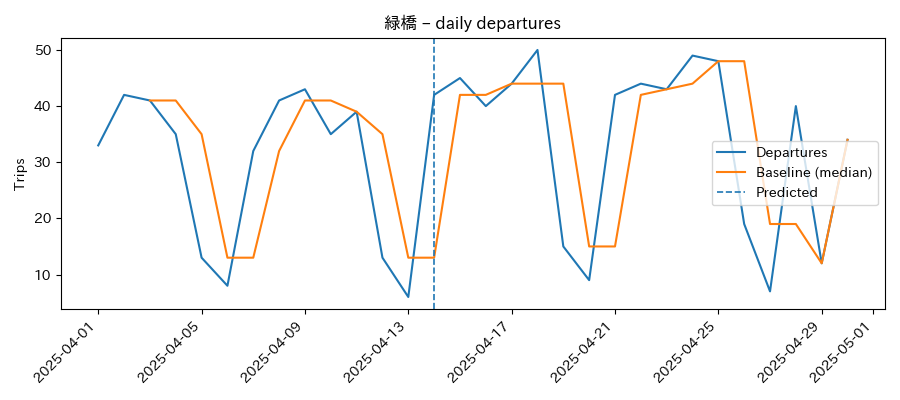 緑橋 – daily departures
Trips
50
40
30
20
10
Departures
Baseline (median)
Predicted
2025-04-01
2025-04-05
2025-04-09
2025-04-13
2025-04-17
2025-04-21
2025-04-25
2025-04-29
2025-05-01